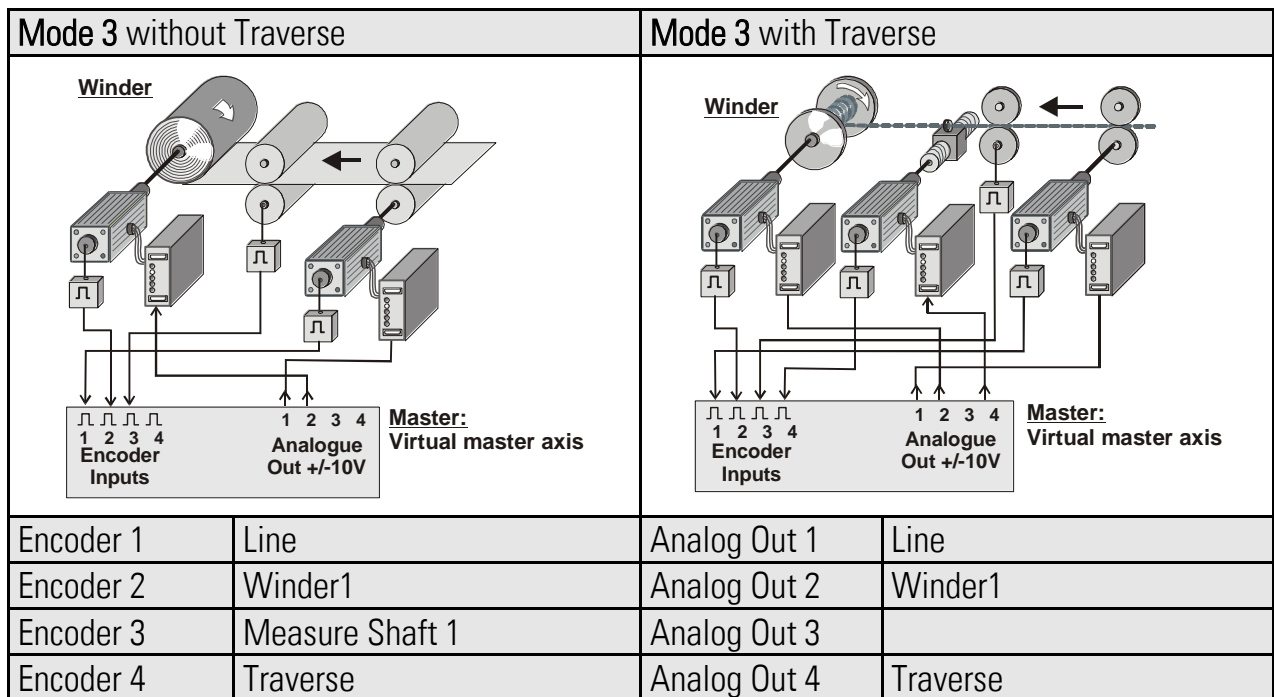 Mode 3 without Traverse
Winder
1 2 3 4
Encoder
Inputs
1 2 3 4
Analogue
Out +/-10V
Master:
Virtual master axis
Mode 3 with Traverse
Winder
1 2 3 4
Encoder
Inputs
1 2 3 4
Analogue
Out +/-10V
Master:
Virtual master axis
Encoder 1 Line Analog Out 1 Line
Encoder 2 Winder1 Analog Out 2 Winder1
Encoder 3 Measure Shaft 1 Analog Out 3
Encoder 4 Traverse Analog Out 4 Traverse